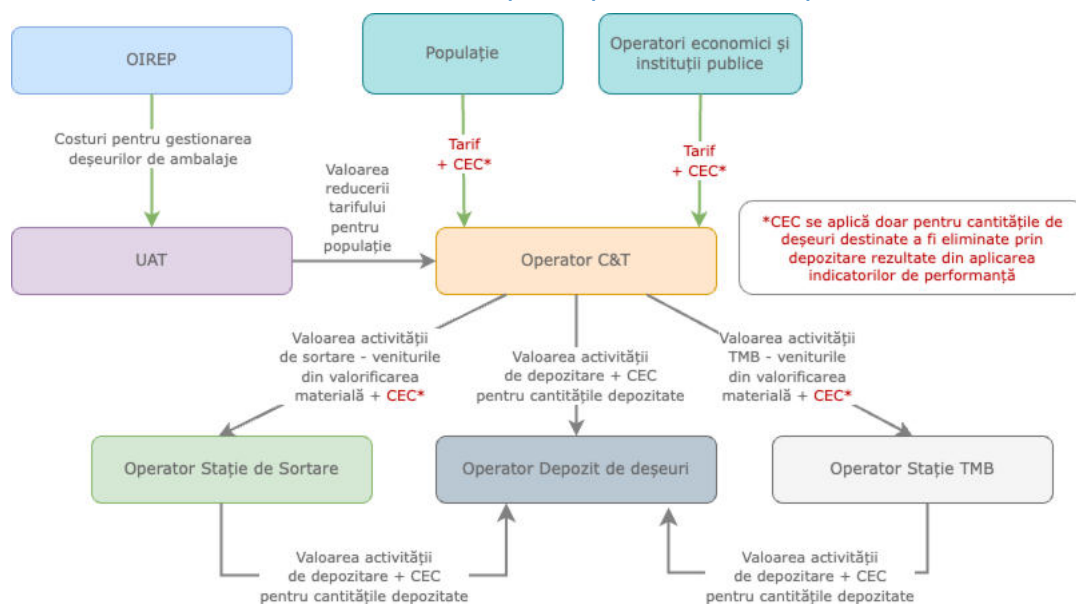 OIREP
Populație
Operatori economici și
instituții publice
Costuri pentru gestionarea
deșeurilor de ambalaje
Valoarea
reducerii
tarifului
pentru
populație
Tarif
+ CEC*
Tarif
+ CEC*
UAT
Operator C&T
*CEC se aplică doar pentru cantitățile de
deșeuri destinate a fi eliminate prin
depozitare rezultate din aplicarea
indicatorilor de performanță
Valoarea activității
de sortare - veniturile
din valorificarea
materială + CEC*
Valoarea activității
de depozitare + CEC
pentru cantitățile depozitate
Valoarea activității
TMB - veniturile
din valorificarea
materială + CEC*
Operator Stație de Sortare
Operator Depozit de deșeuri
Operator Stație TMB
Valoarea activității
de depozitare + CEC
pentru cantitățile depozitate
Valoarea activității
de depozitare + CEC
pentru cantitățile depozitate